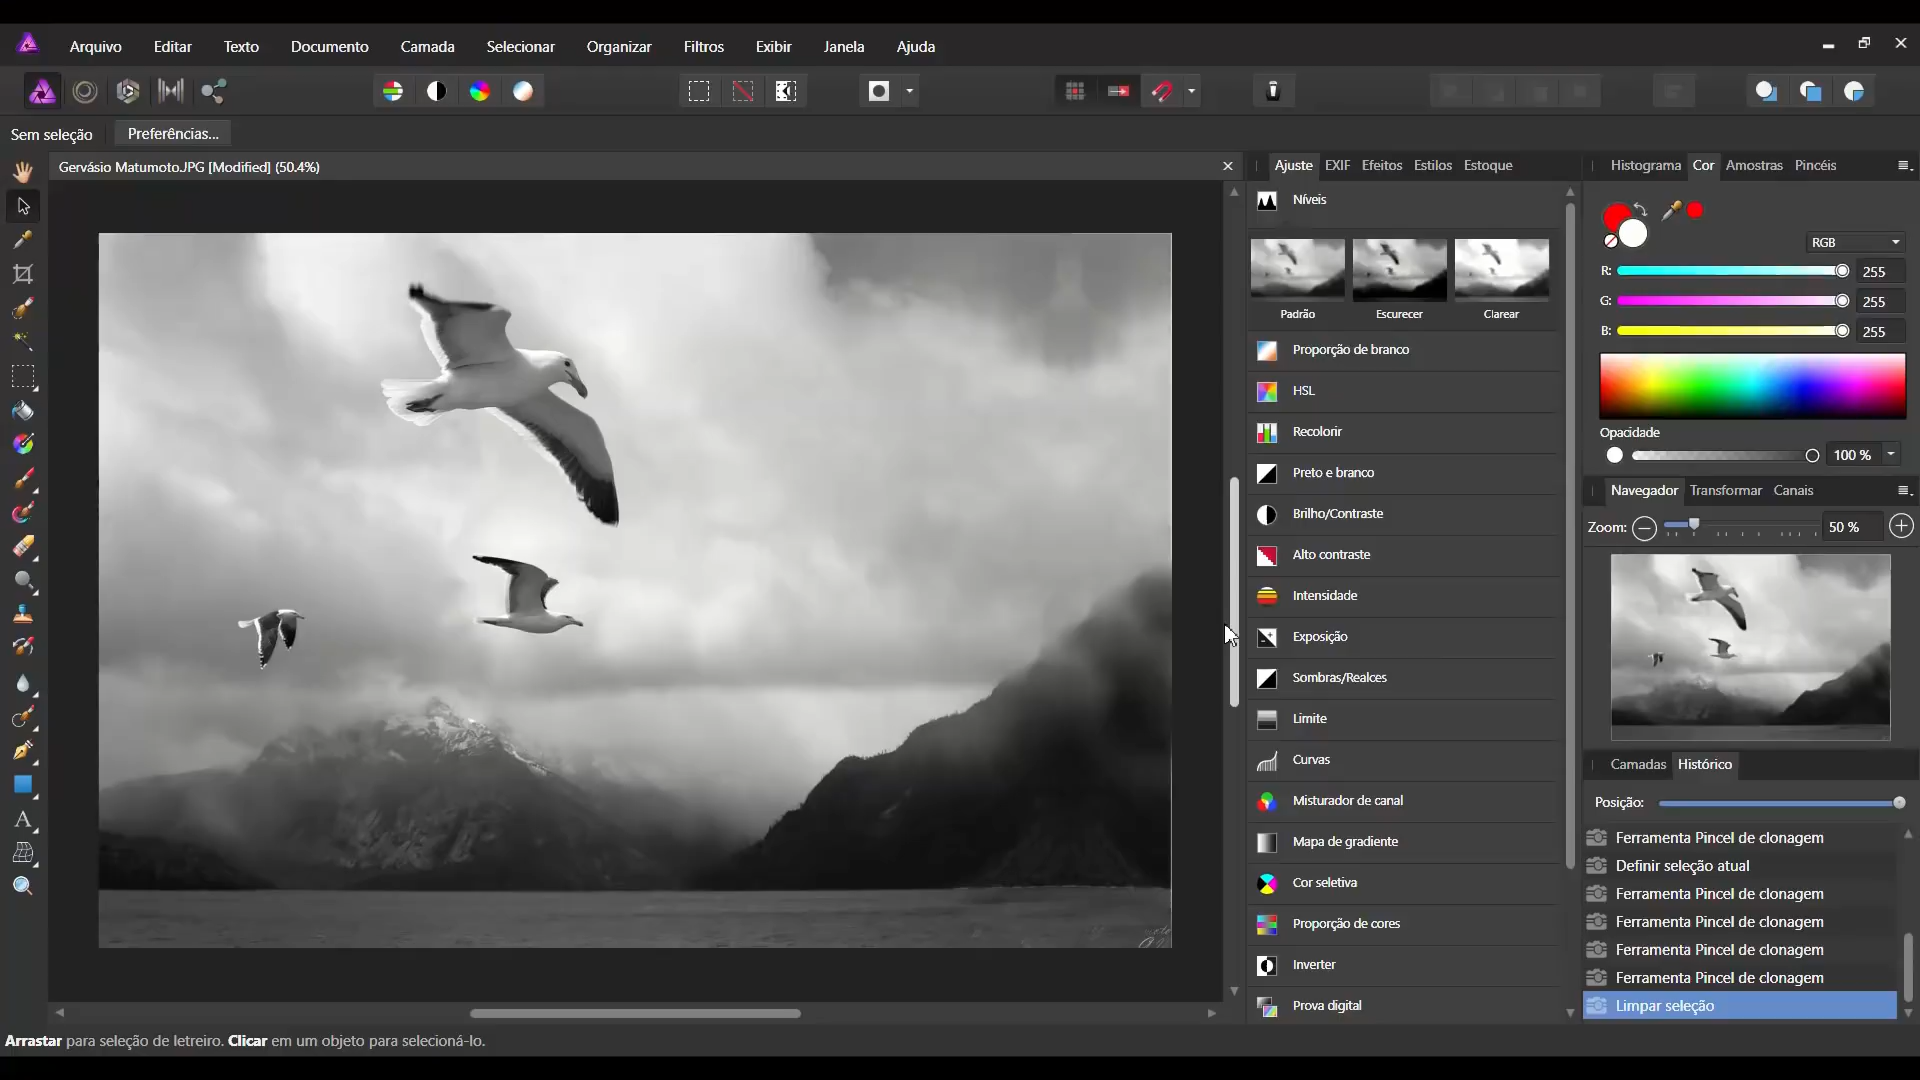 Arquivo Editar Texto Documento Camada Selecionar Organizar Filtros Exibir Janela Ajuda
Sem seleção Preferências...
Gervásio Matumoto.JPG [Modified] (50.4%)
Ajuste EXIF Efeitos Estilos Estoque
Níveis
Padrão Escurecer Clarear
Proporção de branco
HSL
Recolorir
Preto e branco
Brilho/Contraste
Alto contraste
Intensidade
Exposição
Sombras/Realces
Limite
Curvas
Misturador de canal
Mapa de gradiente
Cor seletiva
Proporção de cores
Inverter
Prova digital
Histograma Cor Amostras Pincéis
RGB
R: 255
G: 255
B: 255
Opacidade
100 %
Navegador Transformar Canais
Zoom: 50 %
Camadas Histórico
Posição:
Ferramenta Pincel de clonagem
Definir seleção atual
Ferramenta Pincel de clonagem
Ferramenta Pincel de clonagem
Ferramenta Pincel de clonagem
Ferramenta Pincel de clonagem
Limpar seleção
Arrastar para seleção de letreiro. Clicar em um objeto para selecioná-lo.